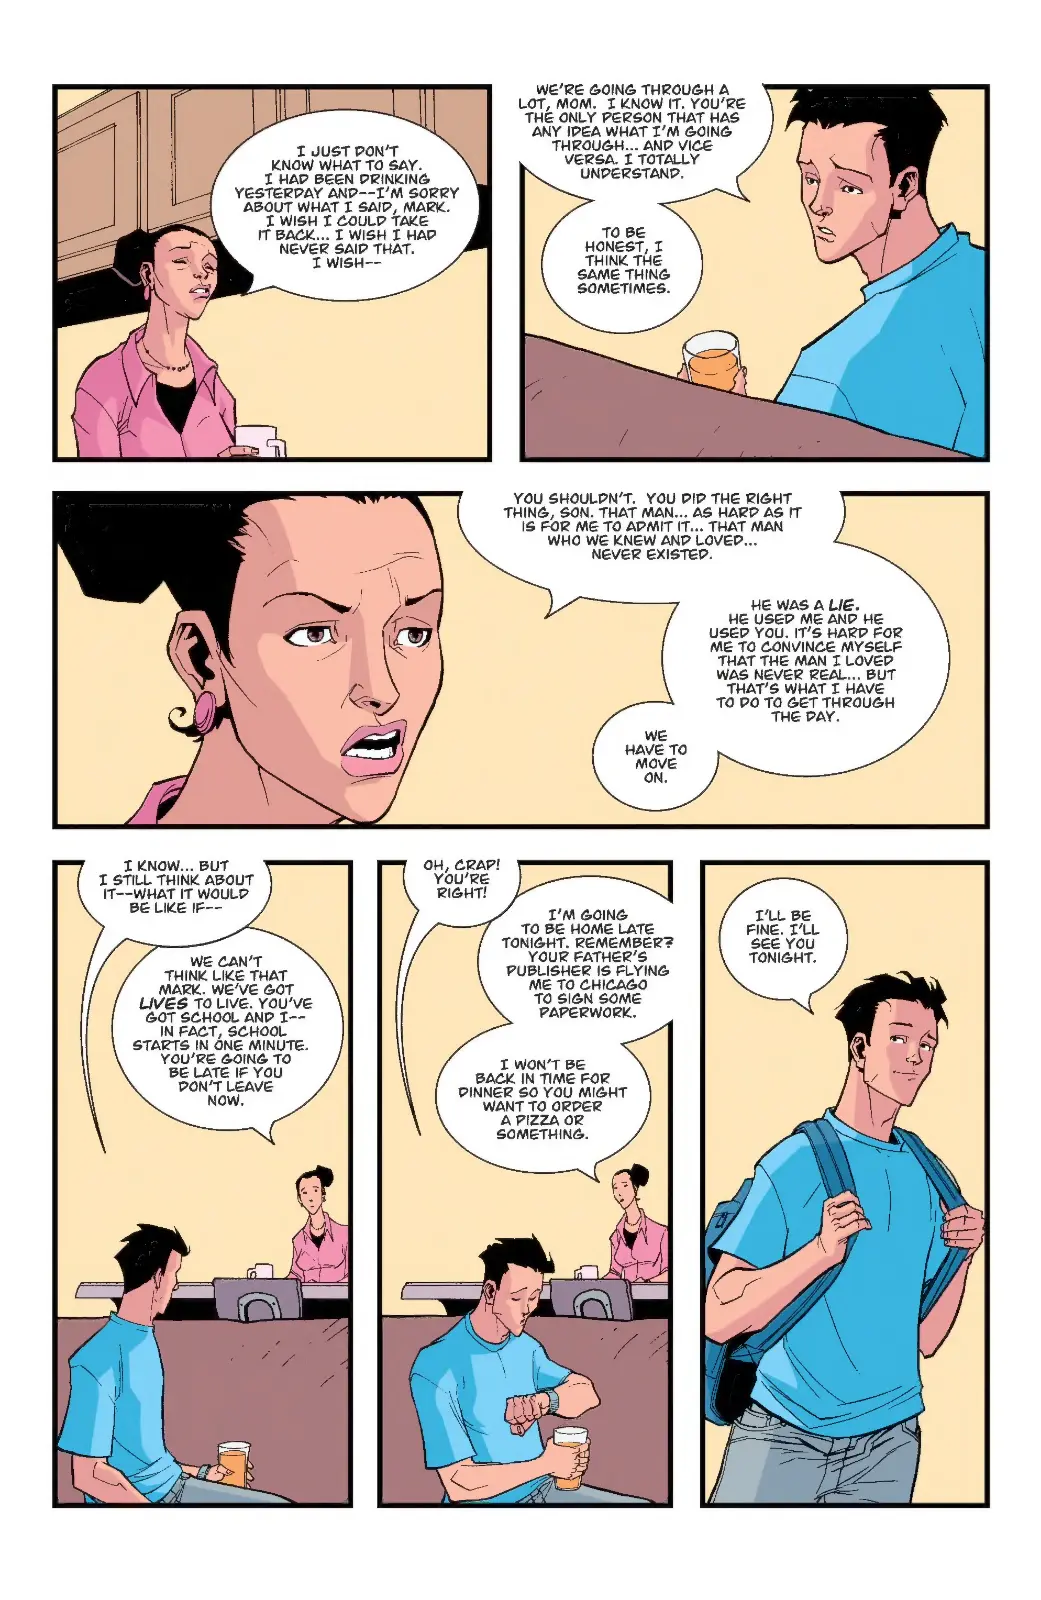 I JUST DON'T
KNOW WHAT TO SAY.
I HAD BEEN DRINKING
YESTERDAY AND--I'M SORRY
ABOUT WHAT I SAID, MARK.
I WISH I COULD TAKE
IT BACK... I WISH I HAD
NEVER SAID THAT.
I WISH--
WE'RE GOING THROUGH A
LOT, MOM. I KNOW IT. YOU'RE
THE ONLY PERSON THAT HAS
ANY IDEA WHAT I'M GOING
THROUGH... AND VICE
VERSA. I TOTALLY
UNDERSTAND.
TO BE
HONEST, I
THINK THE
SAME THING
SOMETIMES.
YOU SHOULDN'T. YOU DID THE RIGHT
THING, SON. THAT MAN... AS HARD AS IT
IS FOR ME TO ADMIT IT... THAT MAN
WHO WE KNEW AND LOVED...
NEVER EXISTED.
HE WAS A LIE.
HE USED ME AND HE
USED YOU. IT'S HARD FOR
ME TO CONVINCE MYSELF
THAT THE MAN I LOVED
WAS NEVER REAL... BUT
THAT'S WHAT I HAVE
TO DO TO GET THROUGH
THE DAY.
WE
HAVE TO
MOVE
ON.
I KNOW... BUT
I STILL THINK ABOUT
IT--WHAT IT WOULD
BE LIKE IF--
WE CAN'T
THINK LIKE THAT
MARK. WE'VE GOT
LIVES TO LIVE. YOU'VE
GOT SCHOOL AND I--
IN FACT, SCHOOL
STARTS IN ONE MINUTE.
YOU'RE GOING TO
BE LATE IF YOU
DON'T LEAVE
NOW.
OH, CRAP!
YOU'RE
RIGHT!
I'M GOING
TO BE HOME LATE
TONIGHT. REMEMBER?
YOUR FATHER'S
PUBLISHER IS FLYING
ME TO CHICAGO
TO SIGN SOME
PAPERWORK.
I WON'T BE
BACK IN TIME FOR
DINNER SO YOU MIGHT
WANT TO ORDER
A PIZZA OR
SOMETHING.
I'LL BE
FINE. I'LL
SEE YOU
TONIGHT.